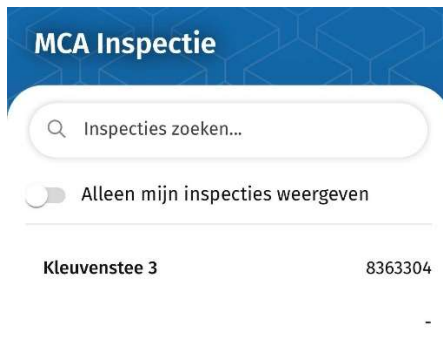 MCA Inspectie
Inspecties zoeken...
Alleen mijn inspecties weergeven
Kleuvenstee 3 8363304
-